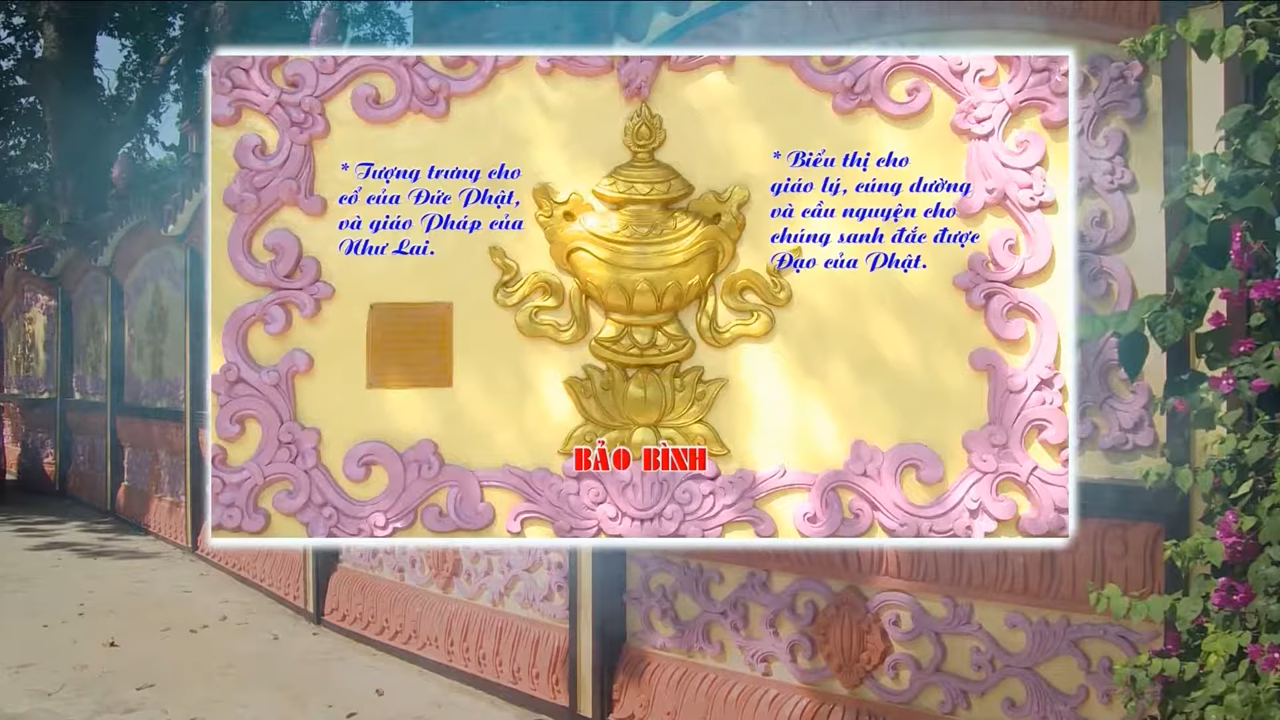 * Tượng trưng cho
cổ của Đức Phật,
và giáo Pháp của
Như Lai.
* Biểu thị cho
giáo lý, cúng dường
và cầu nguyện cho
chúng sanh đắc được
Đạo của Phật.
BẢO BÌNH